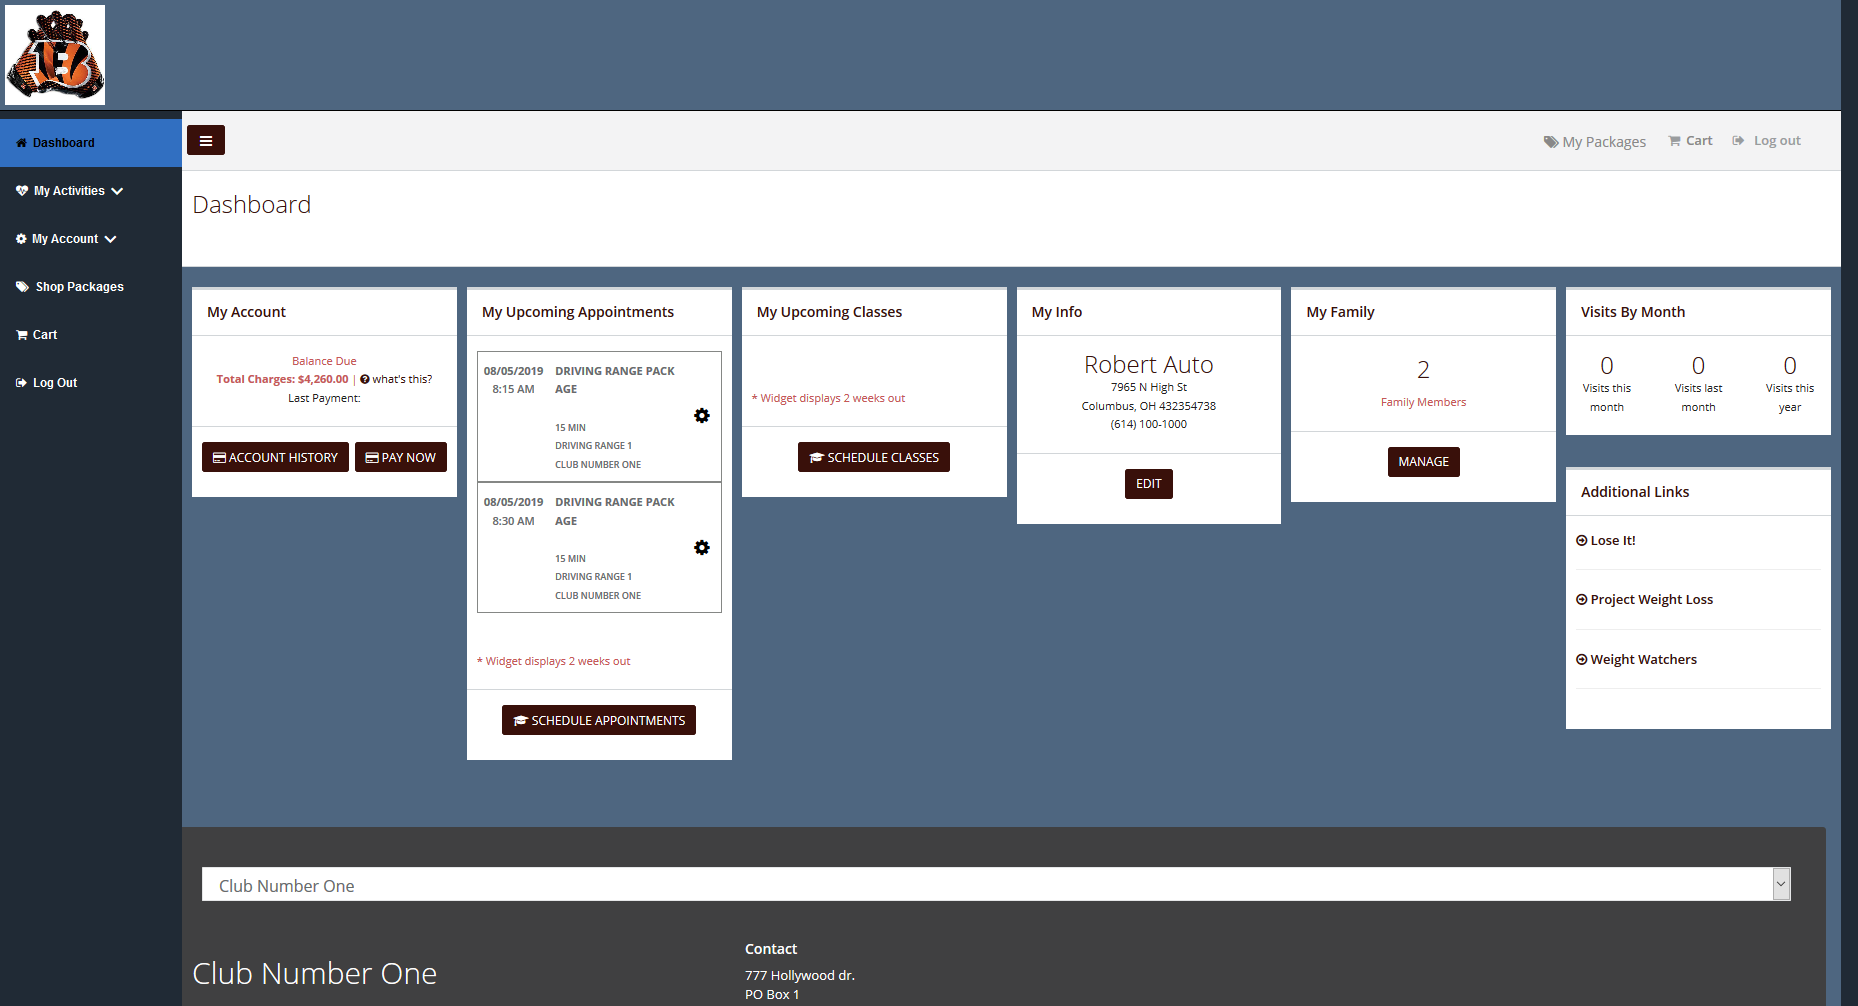 Dashboard
My Activities
My Account
Shop Packages
Cart
Log Out
My Packages
Cart
Log out
Dashboard
My Account
Balance Due
Total Charges: $4,260.00 | what's this?
Last Payment:
ACCOUNT HISTORY
PAY NOW
My Upcoming Appointments
08/05/2019
8:15 AM
DRIVING RANGE PACK
AGE
15 MIN
DRIVING RANGE 1
CLUB NUMBER ONE
08/05/2019
8:30 AM
DRIVING RANGE PACK
AGE
15 MIN
DRIVING RANGE 1
CLUB NUMBER ONE
* Widget displays 2 weeks out
SCHEDULE APPOINTMENTS
My Upcoming Classes
* Widget displays 2 weeks out
SCHEDULE CLASSES
My Info
Robert Auto
7965 N High St
Columbus, OH 432354738
(614) 100-1000
EDIT
My Family
2
Family Members
MANAGE
Visits By Month
0
Visits this
month
0
Visits last
month
0
Visits this
year
Additional Links
Lose It!
Project Weight Loss
Weight Watchers
Club Number One
Club Number One
Contact
777 Hollywood dr.
PO Box 1